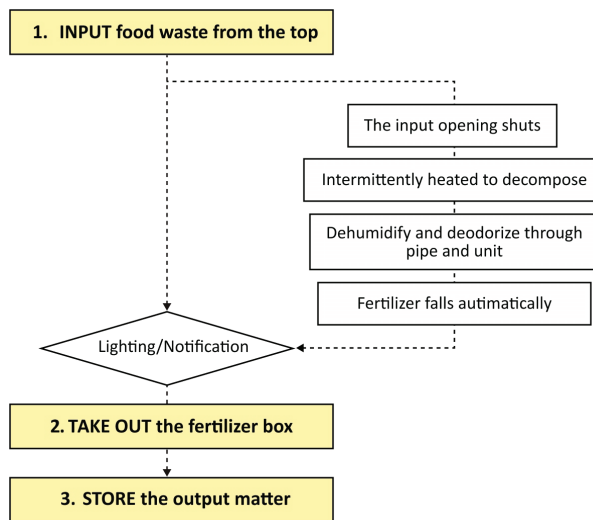 1. INPUT food waste from the top
The input opening shuts
Intermittently heated to decompose
Dehumidify and deodorize through
pipe and unit
Fertilizer falls autimatically
Lighting/Notification
2. TAKE OUT the fertilizer box
3. STORE the output matter